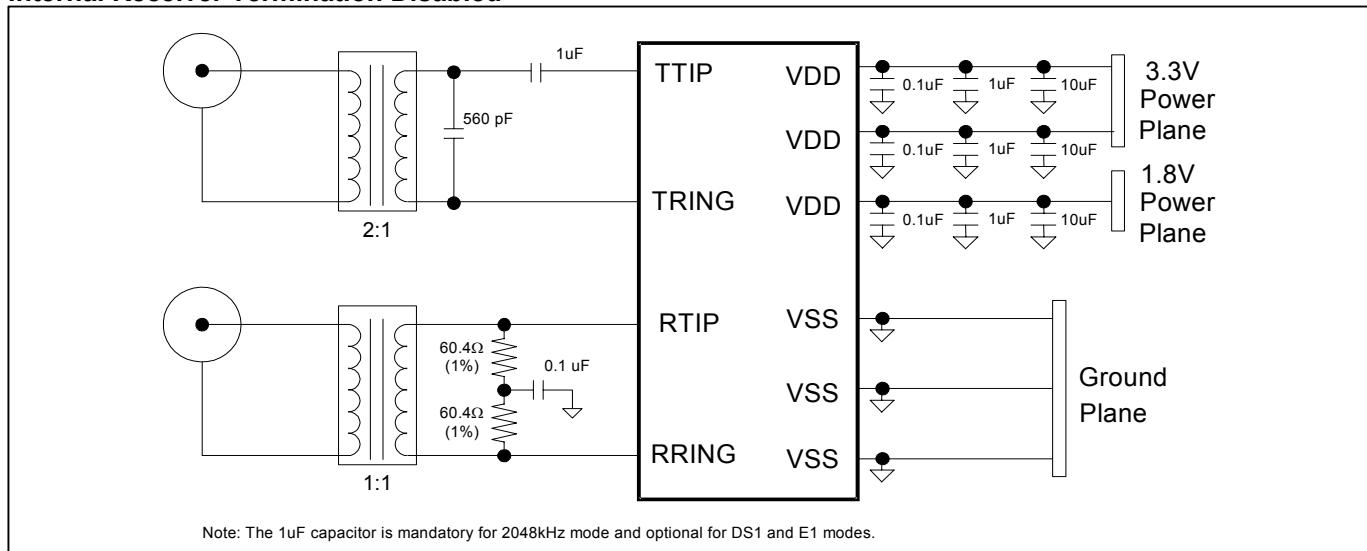 Internal Receiver Termination Disabled
1uF
560 pF
2:1
TTIP
TRING
VDD
0.1uF
1uF
10uF
VDD
0.1uF
1uF
10uF
VDD
0.1uF
1uF
10uF
3.3V
Power
Plane
1.8V
Power
Plane
60.4Ω
(1%)
0.1 uF
60.4Ω
(1%)
1:1
RTIP
RRING
VSS
VSS
VSS
Ground
Plane
Note: The 1uF capacitor is mandatory for 2048kHz mode and optional for DS1 and E1 modes.